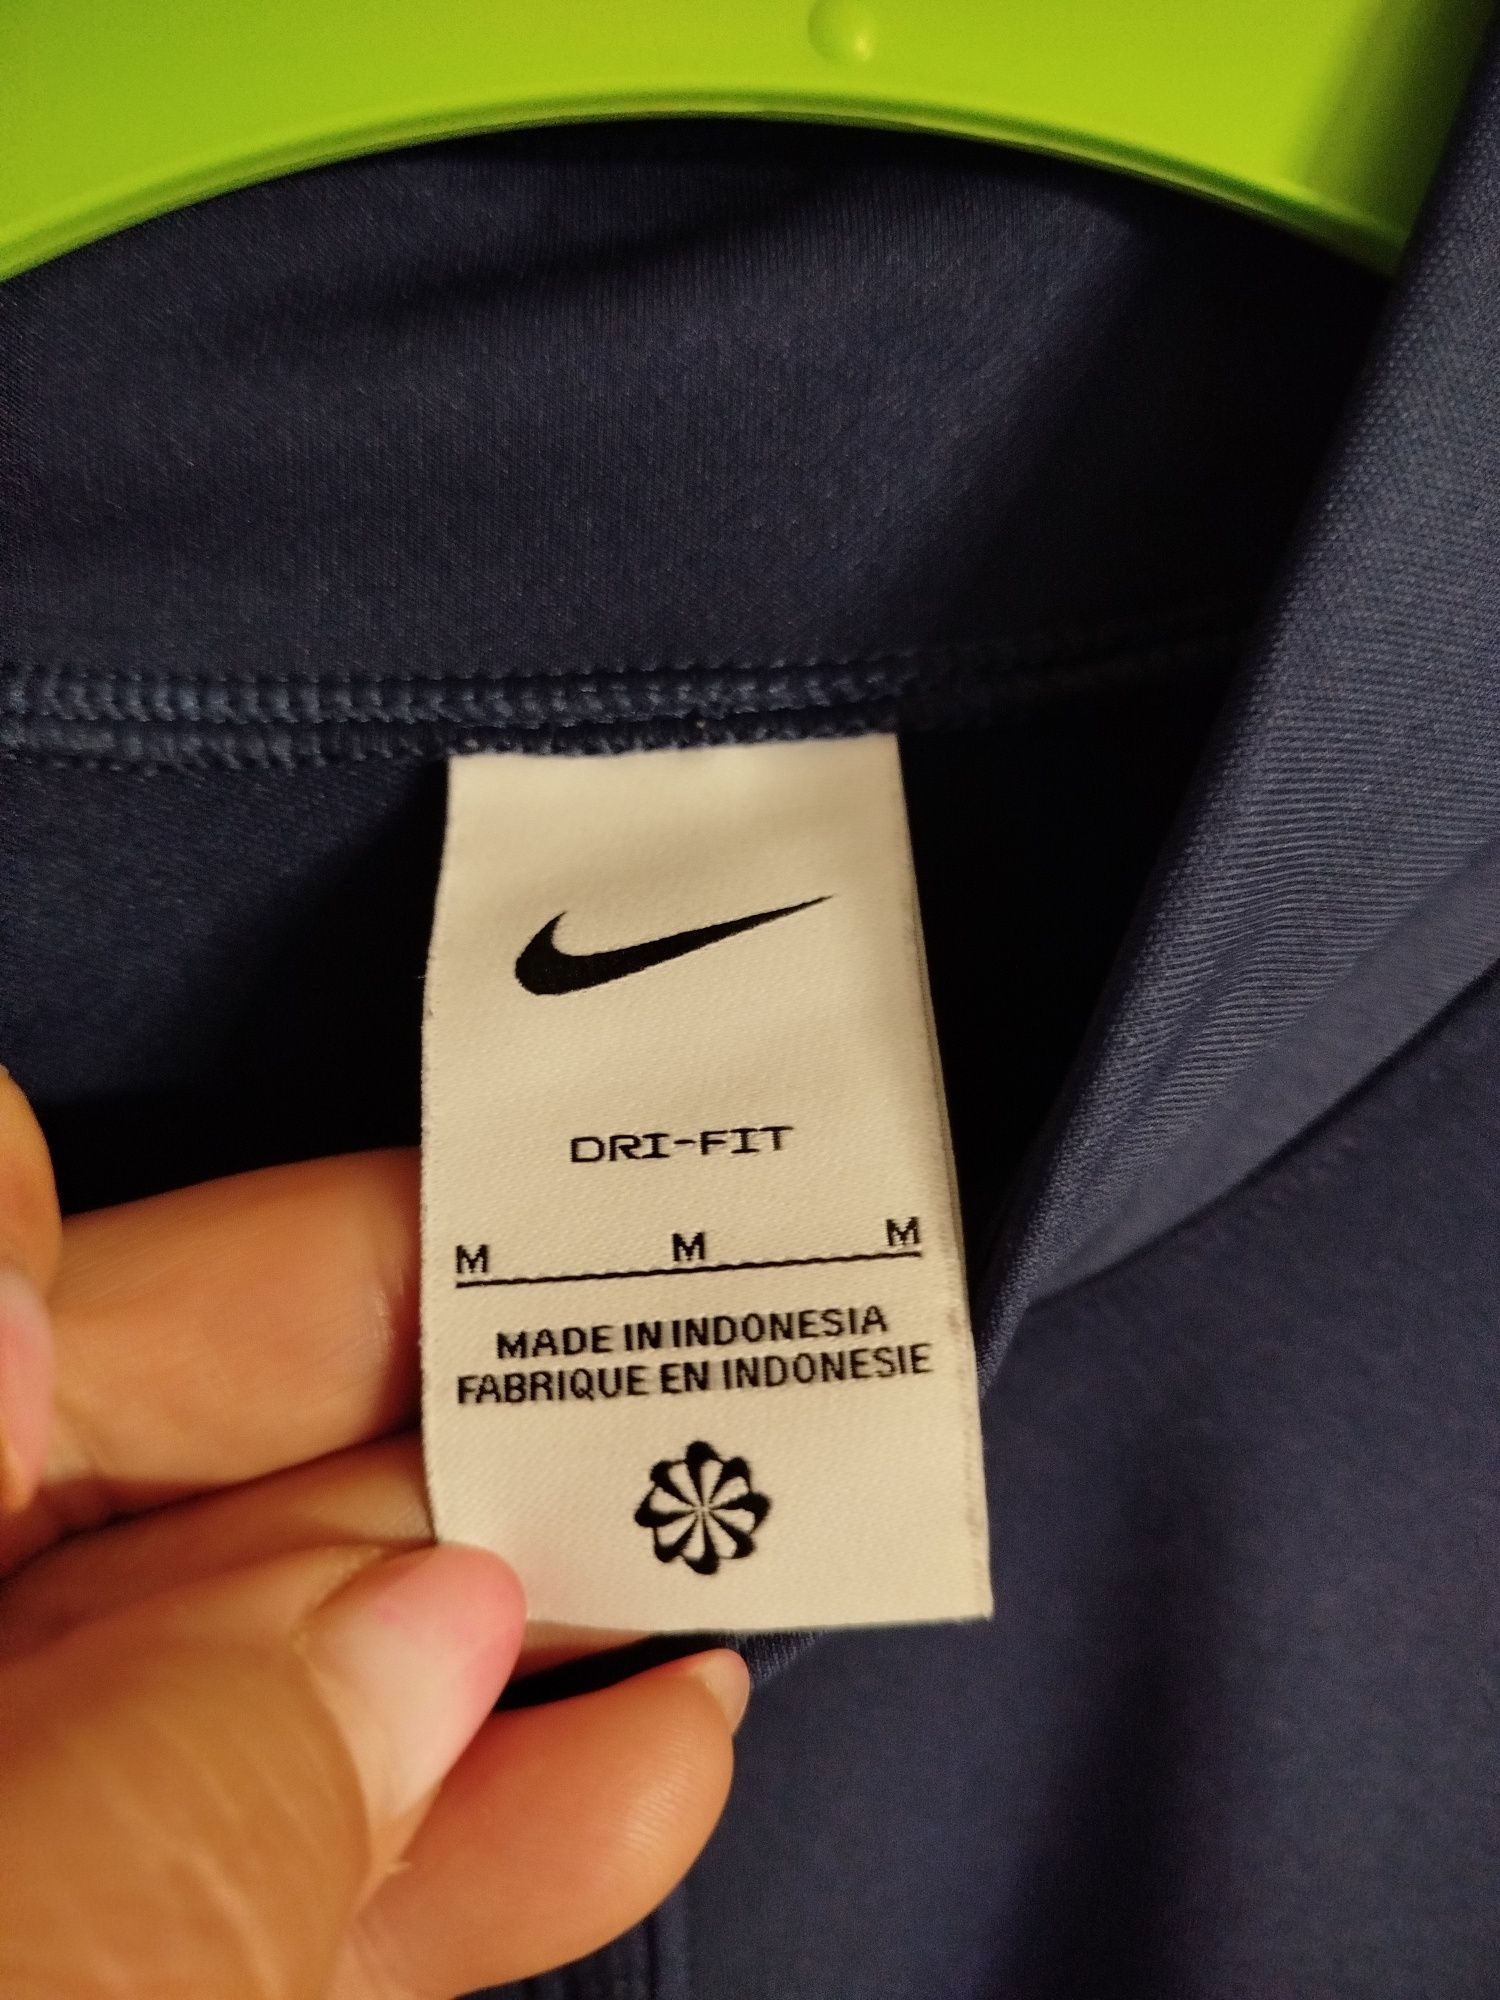 DRI-FIT
M M M
MADE IN INDONESIA
FABRIQUE EN INDONESIE